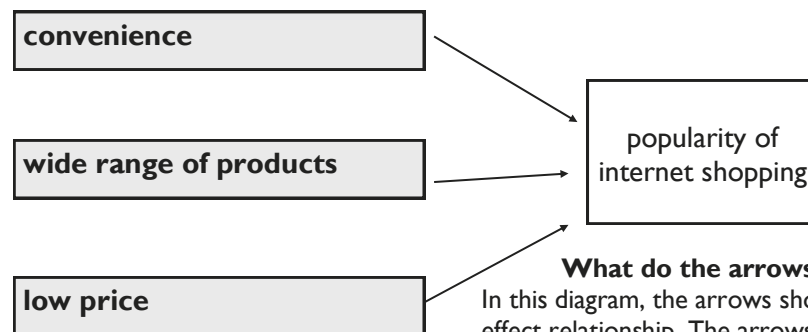 convenience
popularity of
internet shopping
wide range of products
What do the arrows
In this diagram, the arrows
low price
effect relationship. The arrows